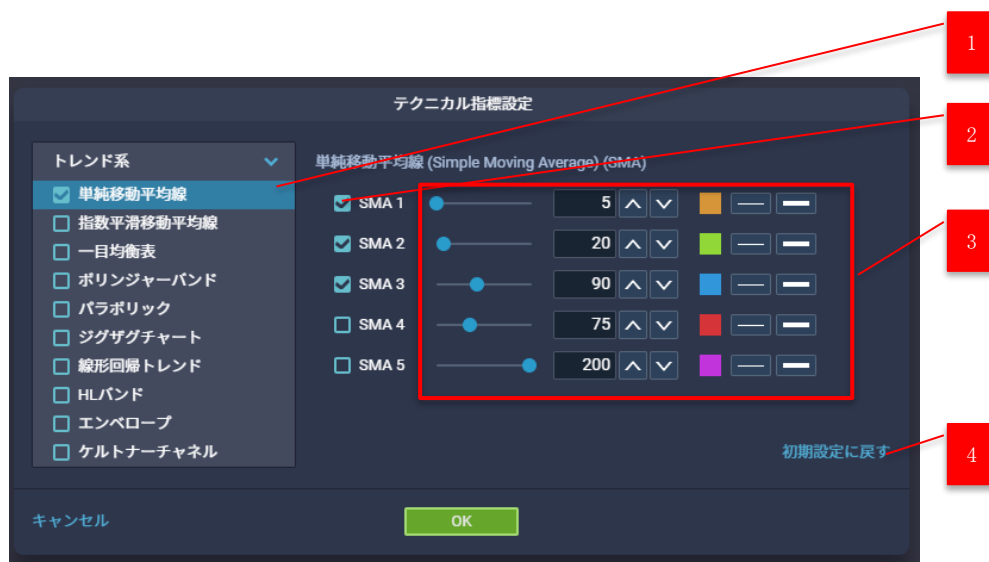 1
テクニカル指標設定
2
トレンド系
単純移動平均線 (Simple Moving Average) (SMA)
単純移動平均線
指数平滑移動平均線
一目均衡表
ボリンジャーバンド
パラボリック
ジグザグチャート
線形回帰トレンド
HLバンド
エンベロープ
ケルトナーチャネル
SMA 1 5
SMA 2 20
SMA 3 90
SMA 4 75
SMA 5 200
3
初期設定に戻す
4
キャンセル
OK